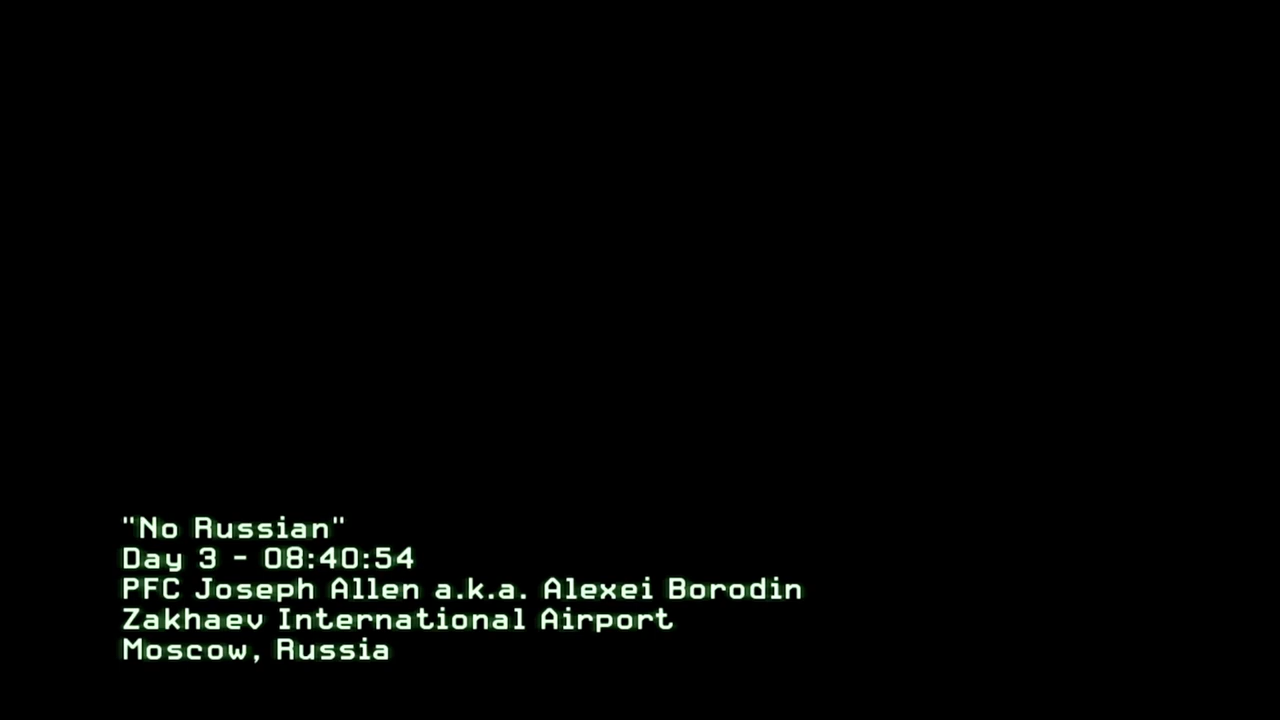 "No Russian"
Day 3 - 08:40:54
PFC Joseph Allen a.k.a. Alexei Borodin
Zakhaev International Airport
Moscow, Russia